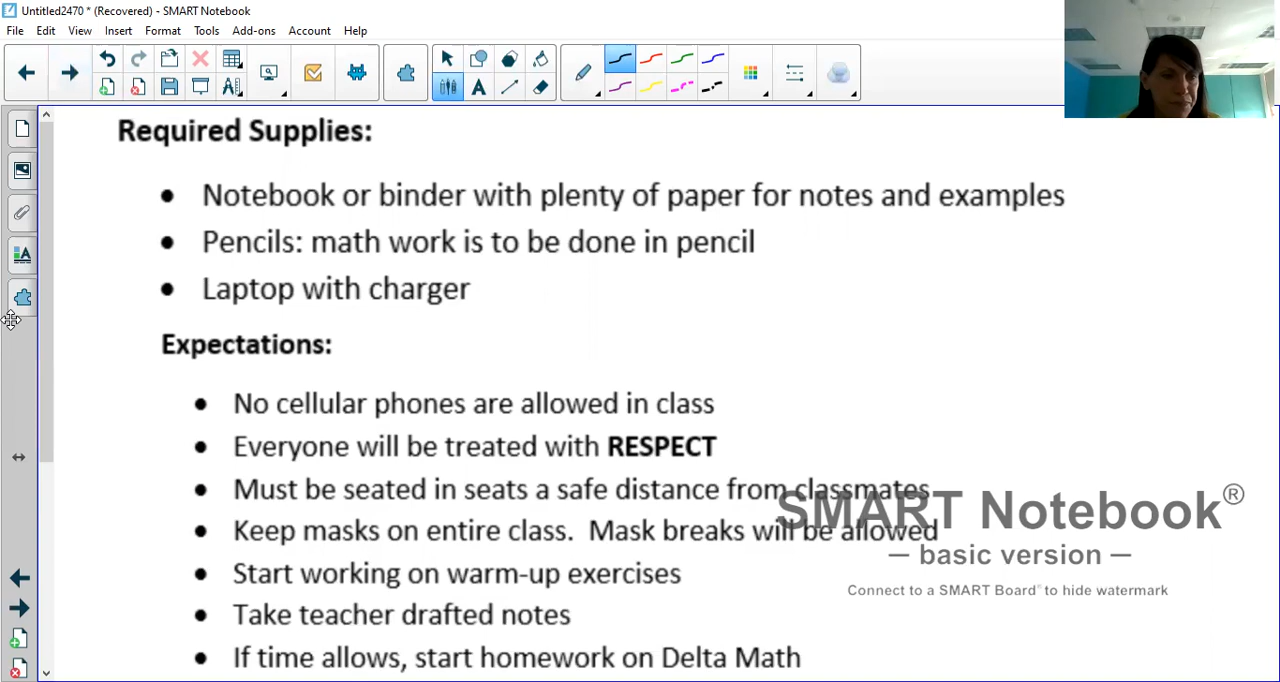 Untitled2470 * (Recovered) - SMART Notebook
File Edit View Insert Format Tools Add-ons Account Help
Required Supplies:
• Notebook or binder with plenty of paper for notes and examples
• Pencils: math work is to be done in pencil
• Laptop with charger
Expectations:
• No cellular phones are allowed in class
• Everyone will be treated with RESPECT
• Must be seated in seats a safe distance from classmates
• Keep masks on entire class. Mask breaks will be allowed
• Start working on warm-up exercises
• Take teacher drafted notes
• If time allows, start homework on Delta Math
SMART Notebook®
— basic version —
Connect to a SMART Board® to hide watermark